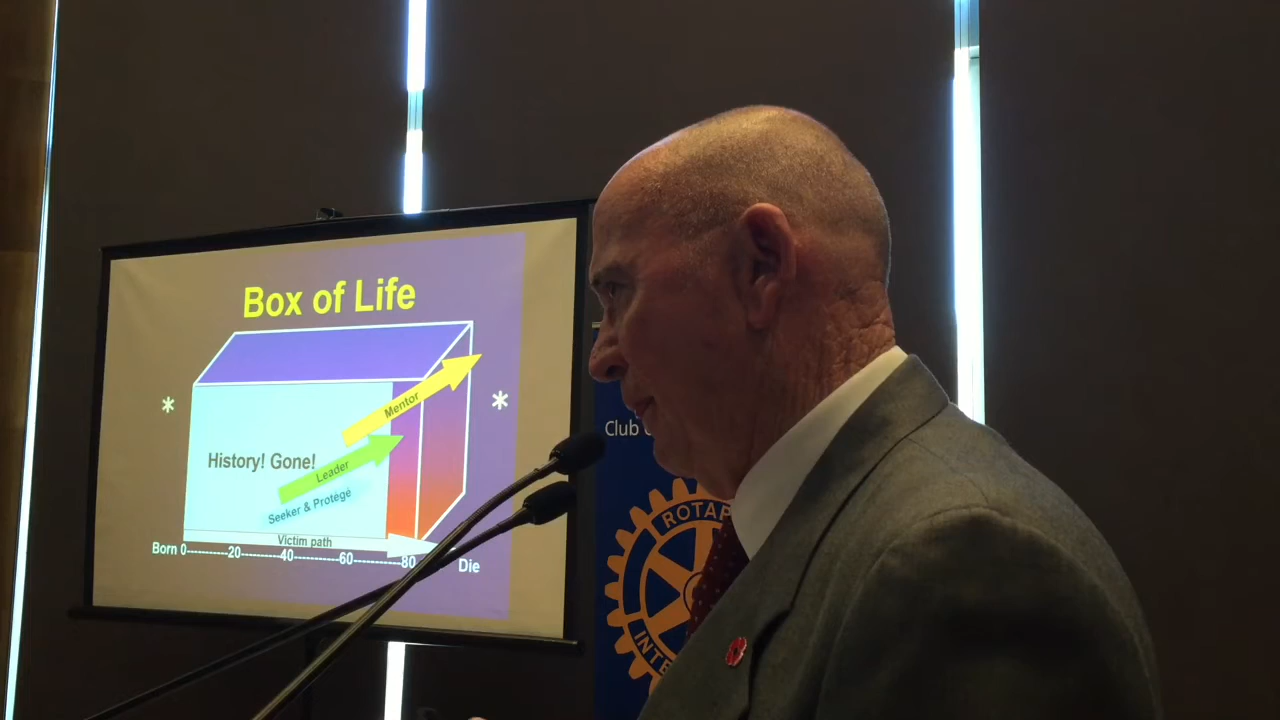 Box of Life
*
*
Mentor
History! Gone!
Leader
Seeker & Protegé
Victim path
Born 0---------20---------40---------60---------80
Die
Club
ROTAR
INTE